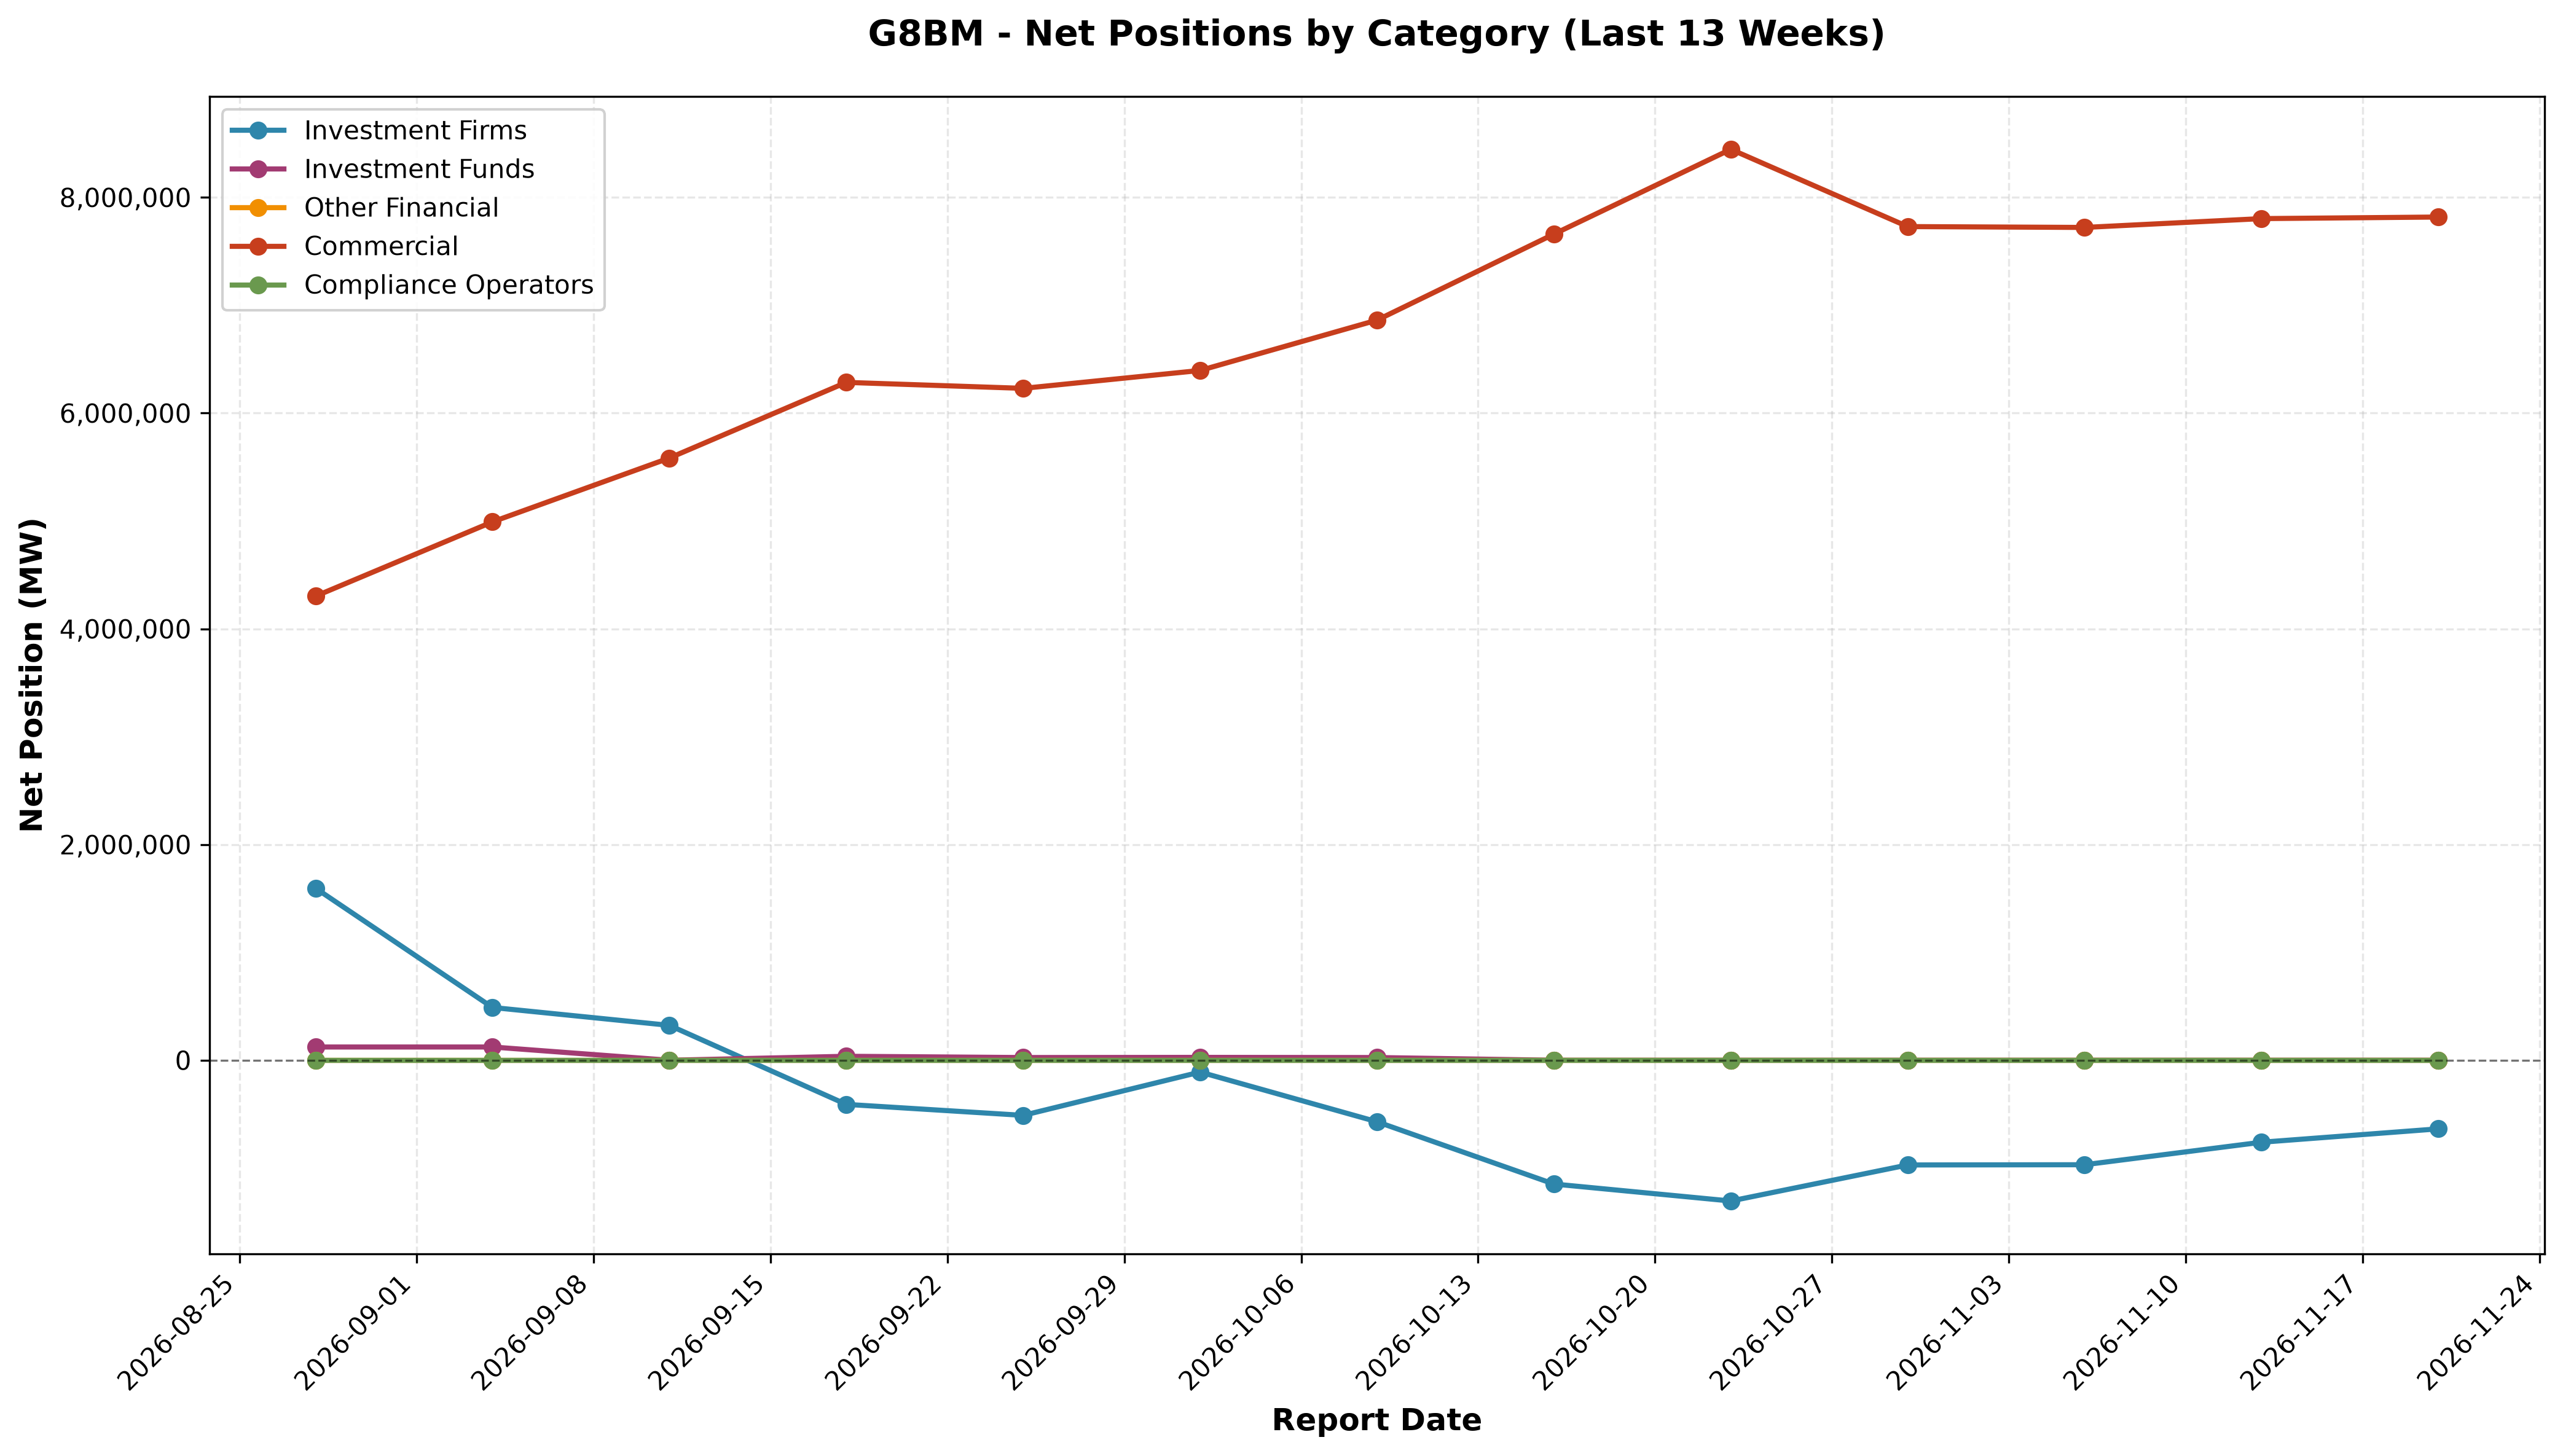 G8BM - Net Positions by Category (Last 13 Weeks)
Investment Firms
Investment Funds
Other Financial
Commercial
Compliance Operators
Net Position (MW)
8,000,000
6,000,000
4,000,000
2,000,000
0
2026-08-25
2026-09-01
2026-09-08
2026-09-15
2026-09-22
2026-09-29
2026-10-06
2026-10-13
2026-10-20
2026-10-27
2026-11-03
2026-11-10
2026-11-17
2026-11-24
Report Date